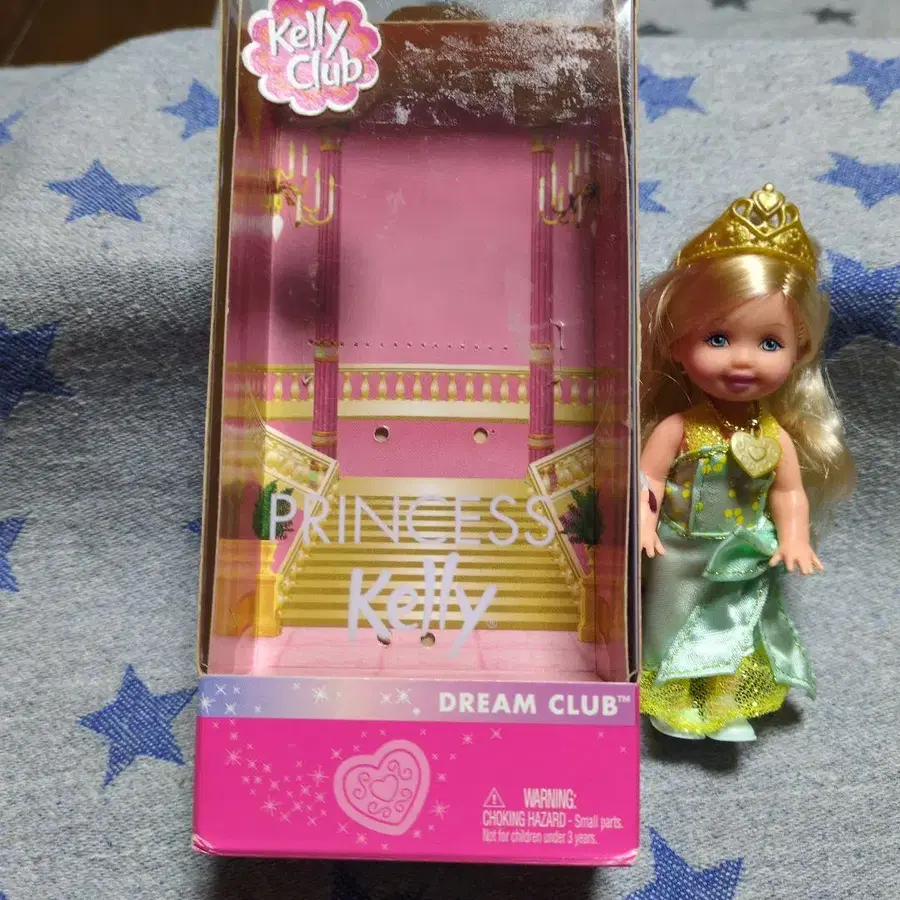 Kelly
Club
PRINCESS
Kelly®
DREAM CLUB™
WARNING:
CHOKING HAZARD - Small parts.
Not for children under 3 years.